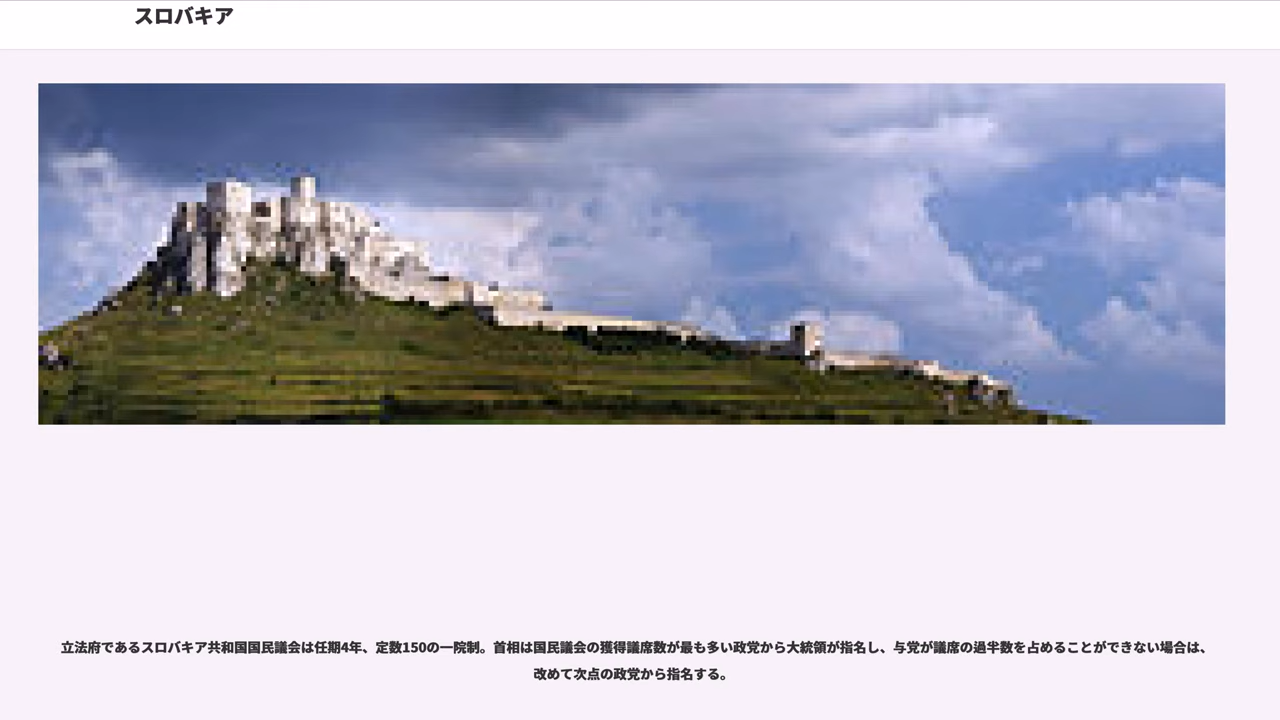 スロバキア
立法府であるスロバキア共和国国民議会は任期4年、定数150の一院制。首相は国民議会の獲得議席数が最も多い政党から大統領が指名し、与党が議席の過半数を占めることができない場合は、
改めて次点の政党から指名する。